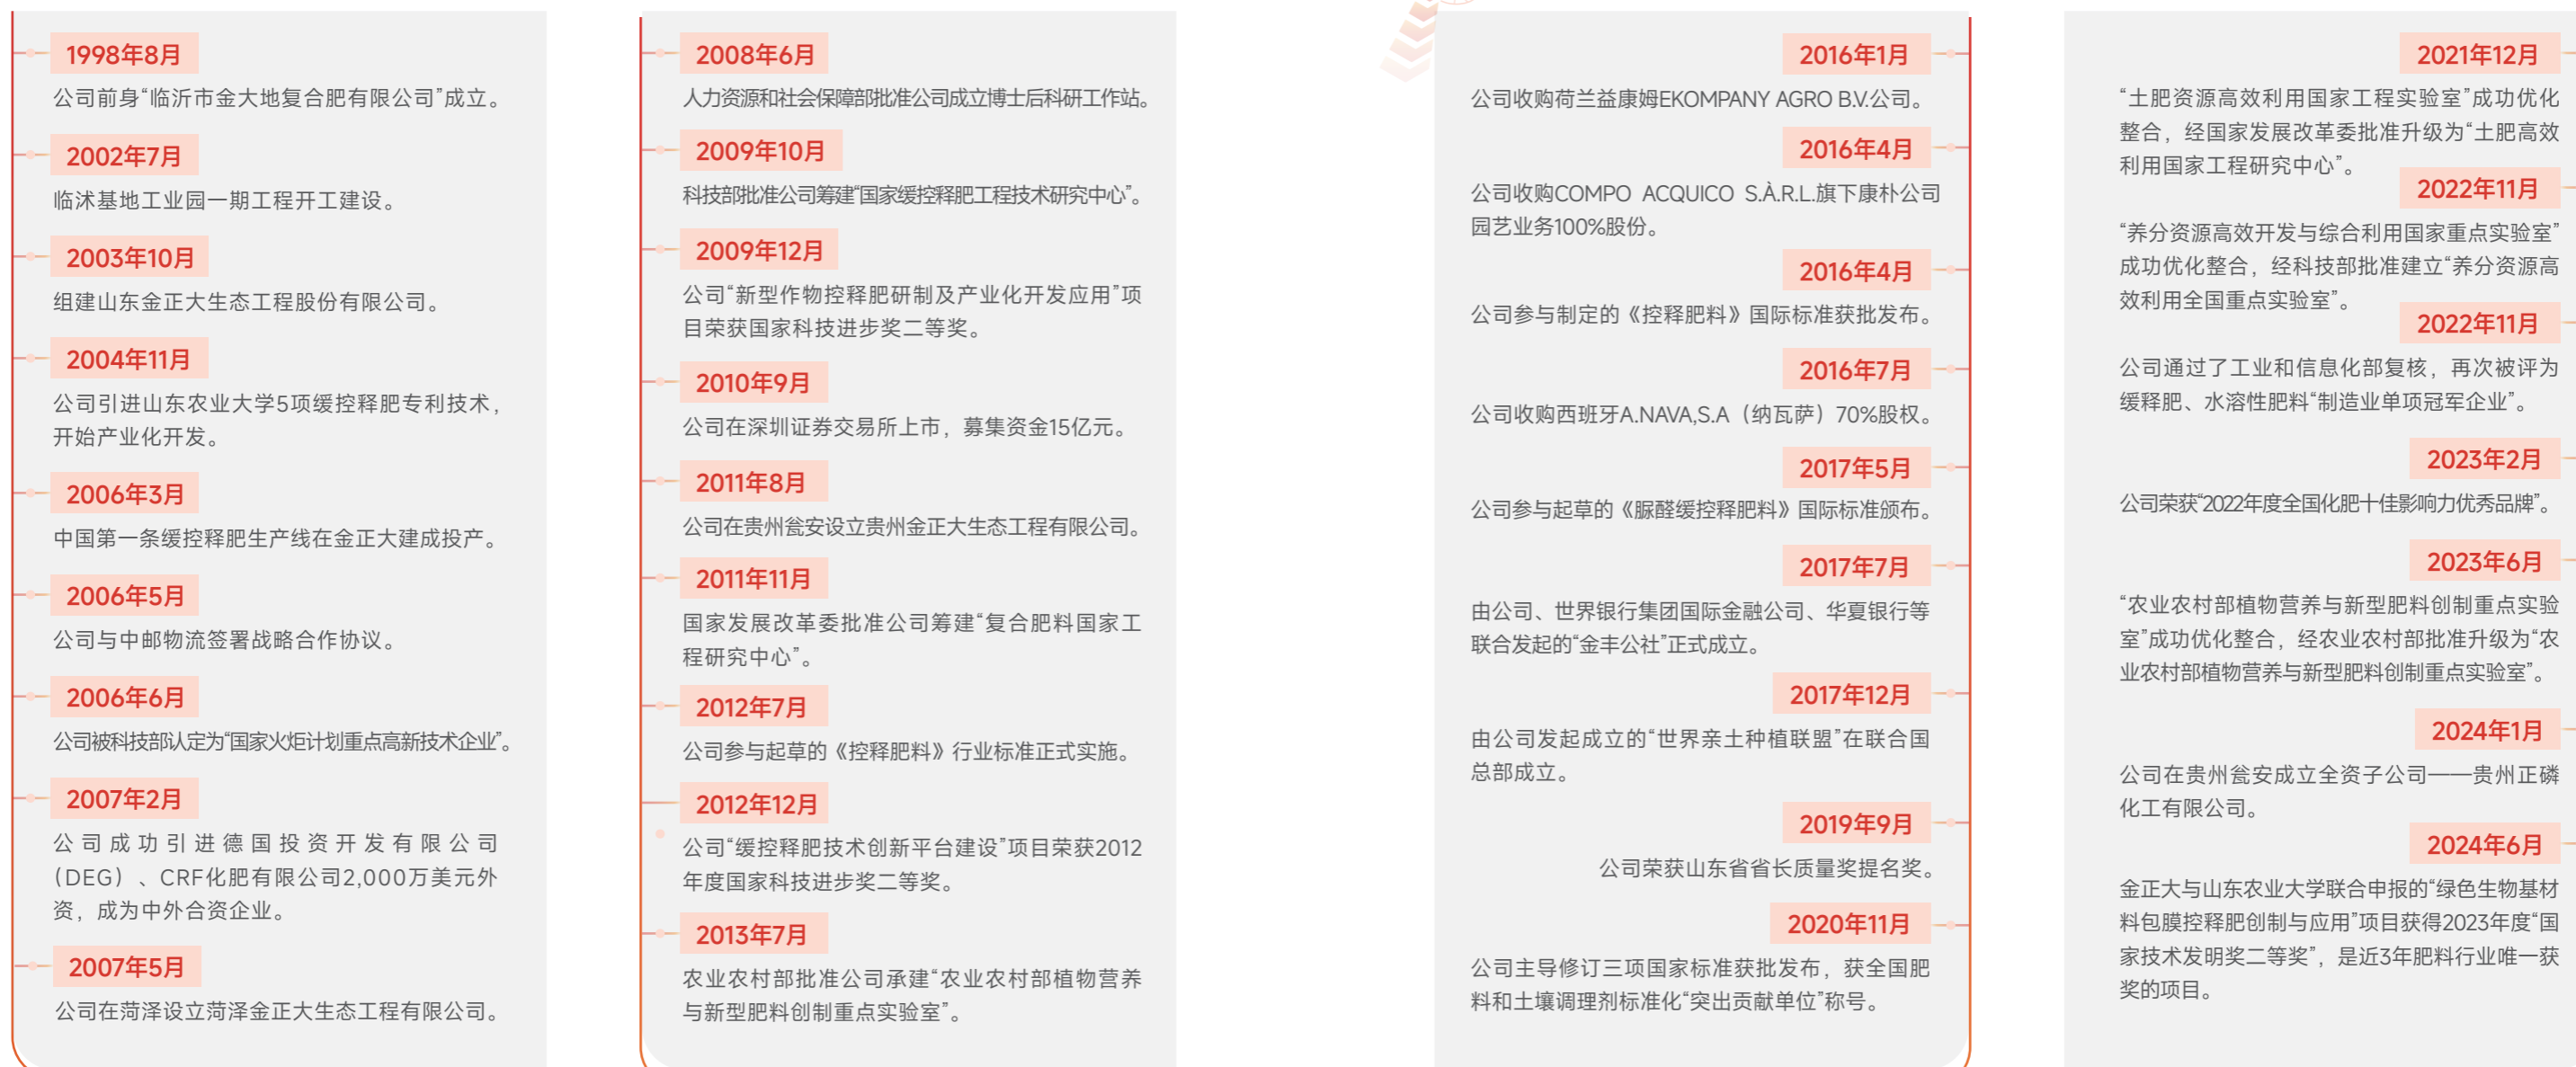 1998年8月
公司前身“临沂市金大地复合肥有限公司”成立。
2002年7月
临沭基地工业园一期工程开工建设。
2003年10月
组建山东金正大生态工程股份有限公司。
2004年11月
公司引进山东农业大学5项缓控释肥专利技术，
开始产业化开发。
2006年3月
中国第一条缓控释肥生产线在金正大建成投产。
2006年5月
公司与中邮物流签署战略合作协议。
2006年6月
公司被科技部认定为“国家火炬计划重点高新技术企业”。
2007年2月
公司成功引进德国投资开发有限公司
（DEG）、CRF化肥有限公司2,000万美元外
资，成为中外合资企业。
2007年5月
公司在菏泽设立菏泽金正大生态工程有限公司。
2008年6月
人力资源和社会保障部批准公司成立博士后科研工作站。
2009年10月
科技部批准公司筹建“国家缓控释肥工程技术研究中心”。
2009年12月
公司“新型作物控释肥研制及产业化开发应用”项
目荣获国家科技进步奖二等奖。
2010年9月
公司在深圳证券交易所上市，募集资金15亿元。
2011年8月
公司在贵州瓮安设立贵州金正大生态工程有限公司。
2011年11月
国家发展改革委批准公司筹建“复合肥料国家工
程研究中心”。
2012年7月
公司参与起草的《控释肥料》行业标准正式实施。
2012年12月
公司“缓控释肥技术创新平台建设”项目荣获2012
年度国家科技进步奖二等奖。
2013年7月
农业农村部批准公司承建“农业农村部植物营养
与新型肥料创制重点实验室”。
2016年1月
公司收购荷兰益康姆EKOMPANY AGRO B.V.公司。
2016年4月
公司收购COMPO ACQUICO S.À.R.L.旗下康朴公司
园艺业务100%股份。
2016年4月
公司参与制定的《控释肥料》国际标准获批发布。
2016年7月
公司收购西班牙A.NAVA,S.A（纳瓦萨）70%股权。
2017年5月
公司参与起草的《脲醛缓控释肥料》国际标准颁布。
2017年7月
由公司、世界银行集团国际金融公司、华夏银行等
联合发起的“金丰公社”正式成立。
2017年12月
由公司发起成立的“世界亲土种植联盟”在联合国
总部成立。
2019年9月
公司荣获山东省省长质量奖提名奖。
2020年11月
公司主导修订三项国家标准获批发布，获全国肥
料和土壤调理剂标准化“突出贡献单位”称号。
2021年12月
“土肥资源高效利用国家工程实验室”成功优化
整合，经国家发展改革委批准升级为“土肥高效
利用国家工程研究中心”。
2022年11月
“养分资源高效开发与综合利用国家重点实验室”
成功优化整合，经科技部批准建立“养分资源高
效利用全国重点实验室”。
2022年11月
公司通过了工业和信息化部复核，再次被评为
缓释肥、水溶性肥料“制造业单项冠军企业”。
2023年2月
公司荣获“2022年度全国化肥十佳影响力优秀品牌”。
2023年6月
“农业农村部植物营养与新型肥料创制重点实验
室”成功优化整合，经农业农村部批准升级为“农
业农村部植物营养与新型肥料创制重点实验室”。
2024年1月
公司在贵州瓮安成立全资子公司——贵州正磷
化工有限公司。
2024年6月
金正大与山东农业大学联合申报的“绿色生物基材
料包膜控释肥创制与应用”项目获得2023年度“国
家技术发明奖二等奖”，是近3年肥料行业唯一获
奖的项目。